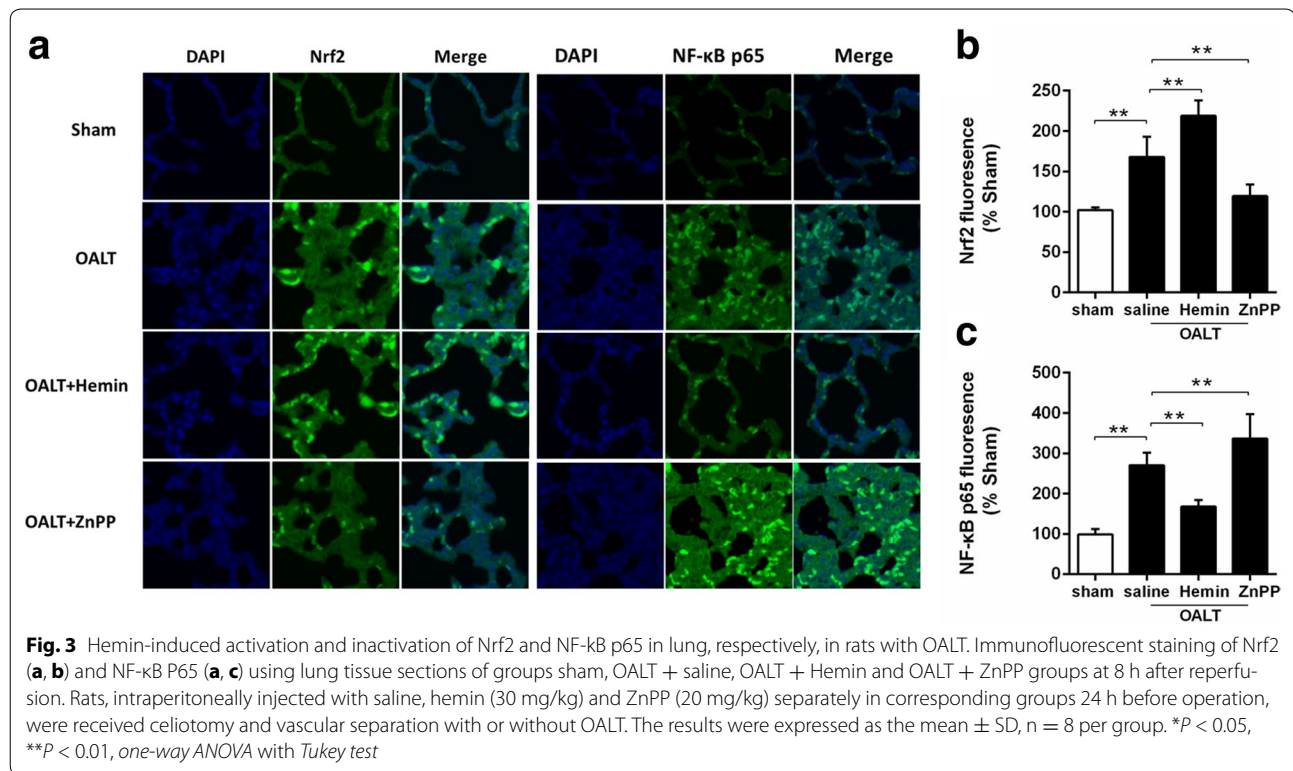 a
DAPI Nrf2 Merge DAPI NF-κB p65 Merge
Sham
OALT
OALT+Hemin
OALT+ZnPP
b
Nrf2 fluoresence
(% Sham)
250
200
150
100
50
0
**
**
**
sham saline Hemin ZnPP
OALT
c
NF-κB p65 fluoresence
(% Sham)
500
400
300
200
100
0
**
**
**
sham saline Hemin ZnPP
OALT
Fig. 3 Hemin-induced activation and inactivation of Nrf2 and NF-kB p65 in lung, respectively, in rats with OALT. Immunofluorescent staining of Nrf2
(a, b) and NF-κB P65 (a, c) using lung tissue sections of groups sham, OALT + saline, OALT + Hemin and OALT + ZnPP groups at 8 h after reperfu-
sion. Rats, intraperitoneally injected with saline, hemin (30 mg/kg) and ZnPP (20 mg/kg) separately in corresponding groups 24 h before operation,
were received celiotomy and vascular separation with or without OALT. The results were expressed as the mean ± SD, n = 8 per group. *P < 0.05,
**P < 0.01, one-way ANOVA with Tukey test